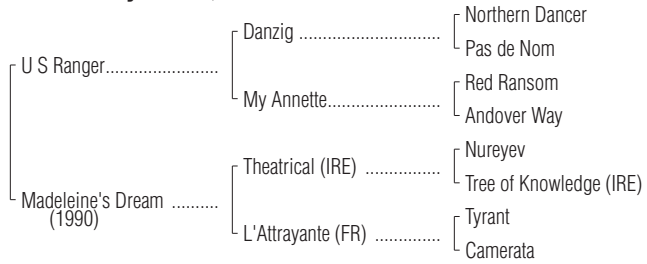 Northern Dancer
Danzig ........................
Pas de Nom
U S Ranger.......................
Red Ransom
My Annette.......................
Andover Way
Nureyev
Theatrical (IRE) ...............
Tree of Knowledge (IRE)
Madeleine's Dream ..........
(1990)
Tyrant
L'Attrayante (FR) .............
Camerata